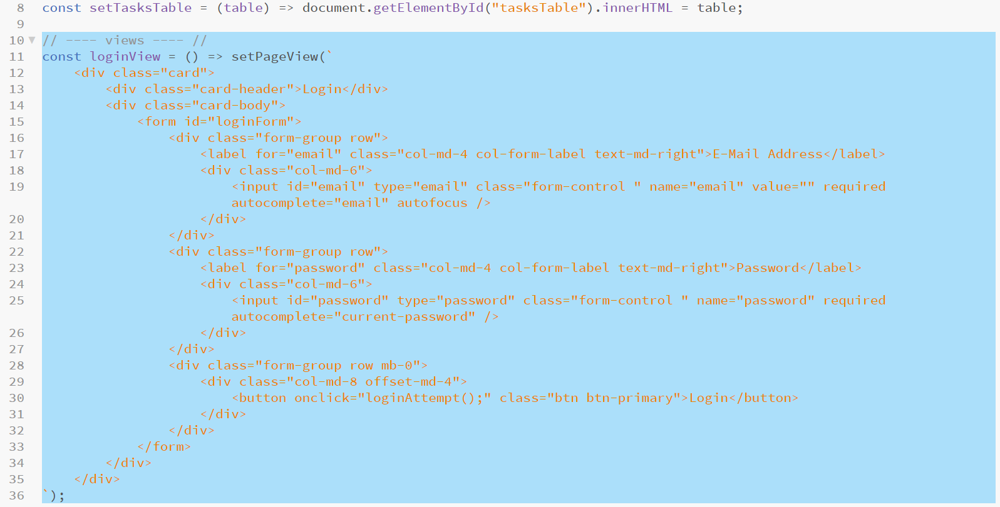 8 const setTasksTable = (table) => document.getElementById("tasksTable").innerHTML = table;
9
10 // ---- views ---- //
11 const loginView = () => setPageView(`
12     <div class="card">
13         <div class="card-header">Login</div>
14         <div class="card-body">
15             <form id="loginForm">
16                 <div class="form-group row">
17                     <label for="email" class="col-md-4 col-form-label text-md-right">E-Mail Address</label>
18                     <div class="col-md-6">
19                         <input id="email" type="email" class="form-control " name="email" value="" required
                        autocomplete="email" autofocus />
20                     </div>
21                 </div>
22                 <div class="form-group row">
23                     <label for="password" class="col-md-4 col-form-label text-md-right">Password</label>
24                     <div class="col-md-6">
25                         <input id="password" type="password" class="form-control " name="password" required
                        autocomplete="current-password" />
26                     </div>
27                 </div>
28                 <div class="form-group row mb-0">
29                     <div class="col-md-8 offset-md-4">
30                         <button onclick="loginAttempt();" class="btn btn-primary">Login</button>
31                     </div>
32                 </div>
33             </form>
34         </div>
35     </div>
36 `);